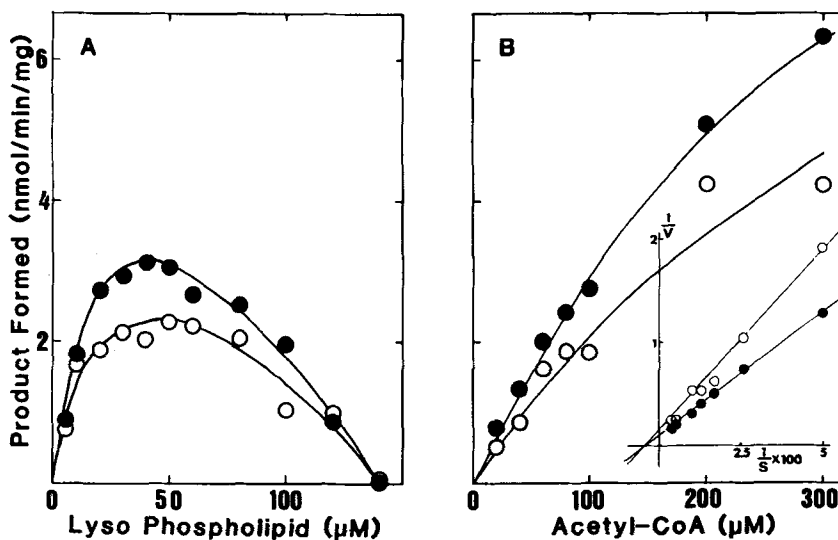 Product Formed (nmol/min/mg)
A
6
4
2
0
50
100
Lyso Phospholipid (μM)
B
0
100
200
300
Acetyl-CoA (μM)
1/V
2
1
2.5
5
1/S ×100